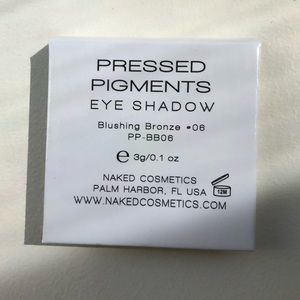 PRESSED
PIGMENTS
EYE SHADOW
Blushing Bronze #06
PP-BB06
e 3g/0.1 oz
NAKED COSMETICS
PALM HARBOR, FL USA
12M
WWW.NAKEDCOSMETICS.COM